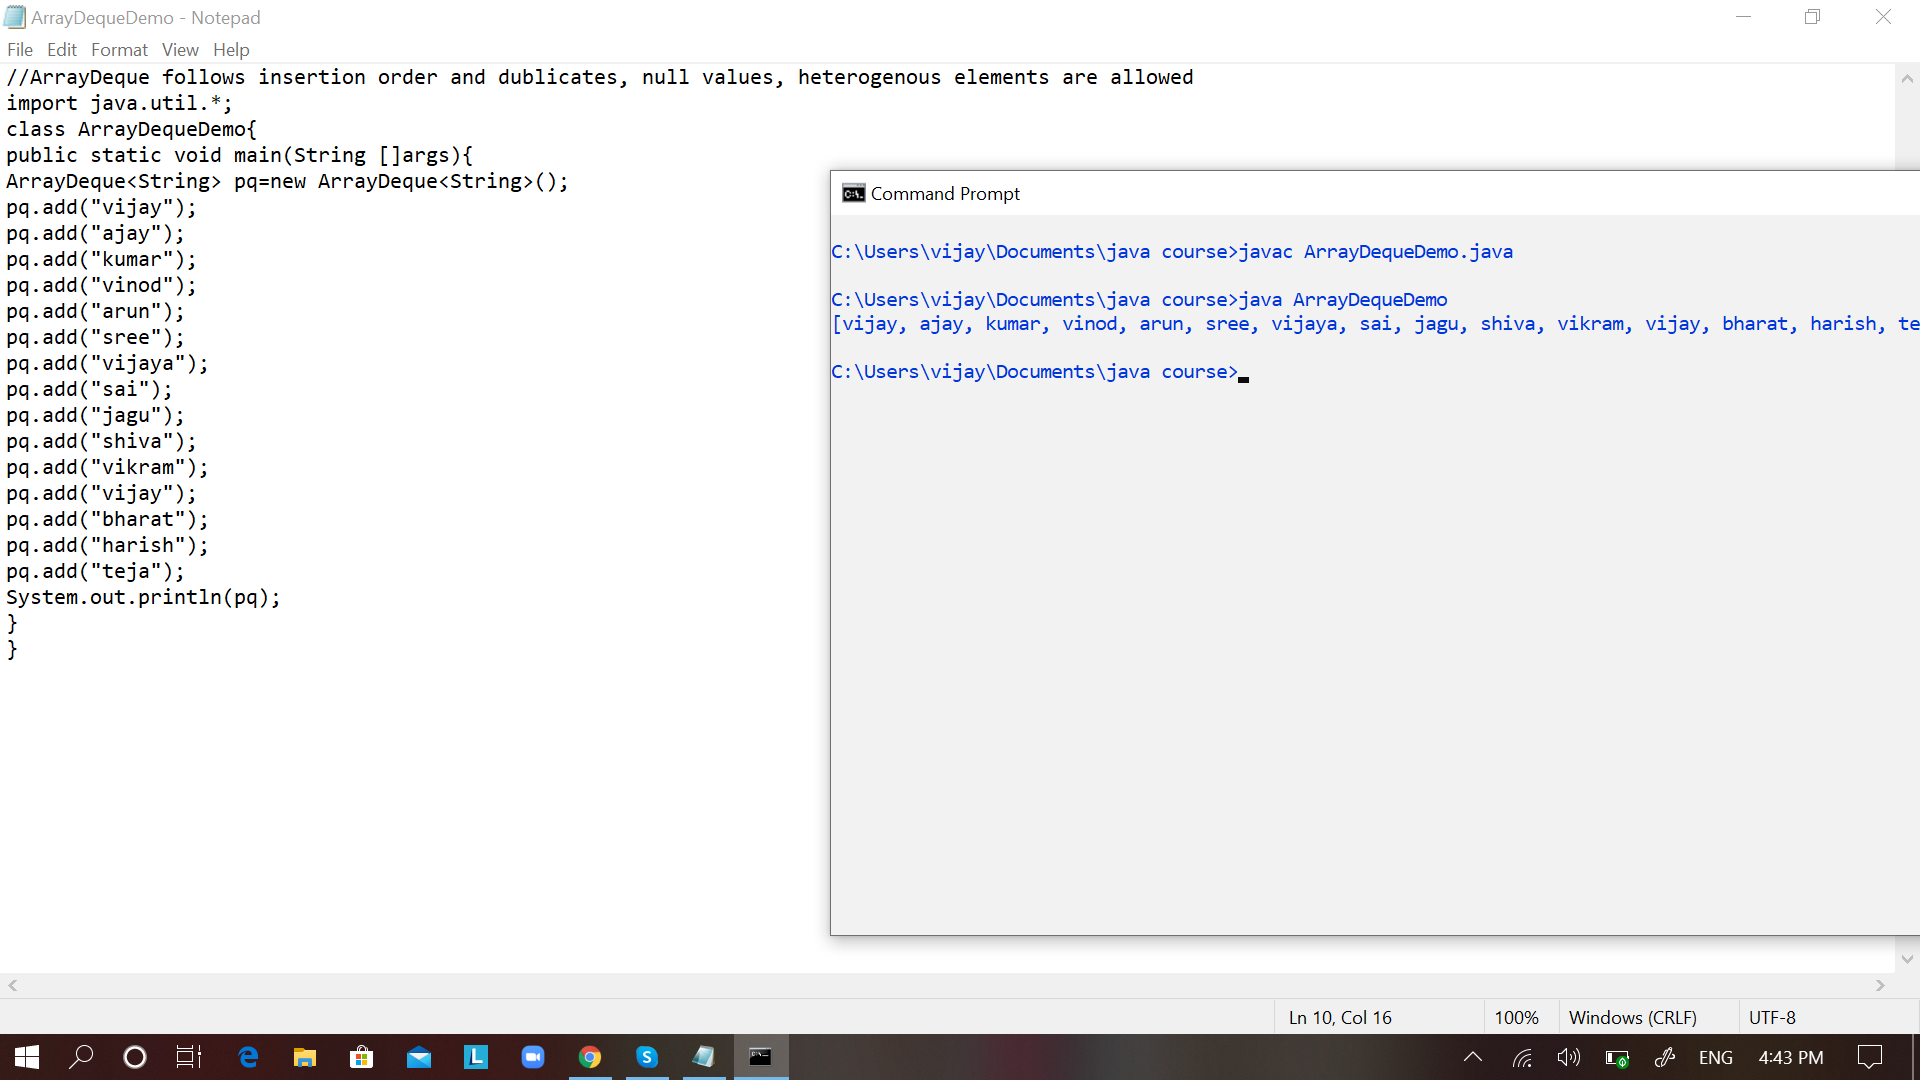 ArrayDequeDemo - Notepad
File Edit Format View Help
//ArrayDeque follows insertion order and dublicates, null values, heterogenous elements are allowed
import java.util.*;
class ArrayDequeDemo{
public static void main(String []args){
ArrayDeque<String> pq=new ArrayDeque<String>();
pq.add("vijay");
pq.add("ajay");
pq.add("kumar");
pq.add("vinod");
pq.add("arun");
pq.add("sree");
pq.add("vijaya");
pq.add("sai");
pq.add("jagu");
pq.add("shiva");
pq.add("vikram");
pq.add("vijay");
pq.add("bharat");
pq.add("harish");
pq.add("teja");
System.out.println(pq);
}
}
Command Prompt
C:\Users\vijay\Documents\java course>javac ArrayDequeDemo.java
C:\Users\vijay\Documents\java course>java ArrayDequeDemo
[vijay, ajay, kumar, vinod, arun, sree, vijaya, sai, jagu, shiva, vikram, vijay, bharat, harish, te
C:\Users\vijay\Documents\java course>
Ln 10, Col 16 100% Windows (CRLF) UTF-8
ENG 4:43 PM